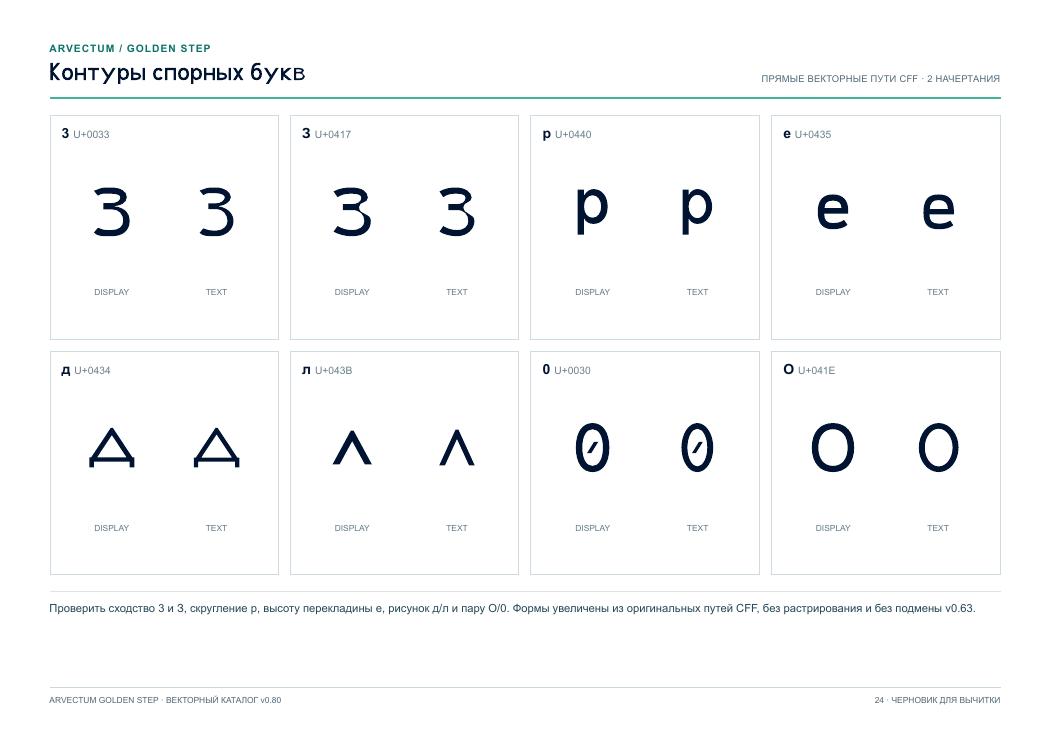 ARVECTUM / GOLDEN STEP
Контуры спорных букв
ПРЯМЫЕ ВЕКТОРНЫЕ ПУТИ CFF · 2 НАЧЕРТАНИЯ
3 U+0033
3 3
DISPLAY TEXT
З U+0417
З З
DISPLAY TEXT
р U+0440
р р
DISPLAY TEXT
е U+0435
е е
DISPLAY TEXT
д U+0434
д д
DISPLAY TEXT
л U+043B
л л
DISPLAY TEXT
0 U+0030
0 0
DISPLAY TEXT
О U+041E
О О
DISPLAY TEXT
Проверить сходство 3 и З, скругление р, высоту перекладины е, рисунок д/л и пару О/0. Формы увеличены из оригинальных путей CFF, без растрирования и без подмены v0.63.
ARVECTUM GOLDEN STEP · ВЕКТОРНЫЙ КАТАЛОГ v0.80
24 · ЧЕРНОВИК ДЛЯ ВЫЧИТКИ